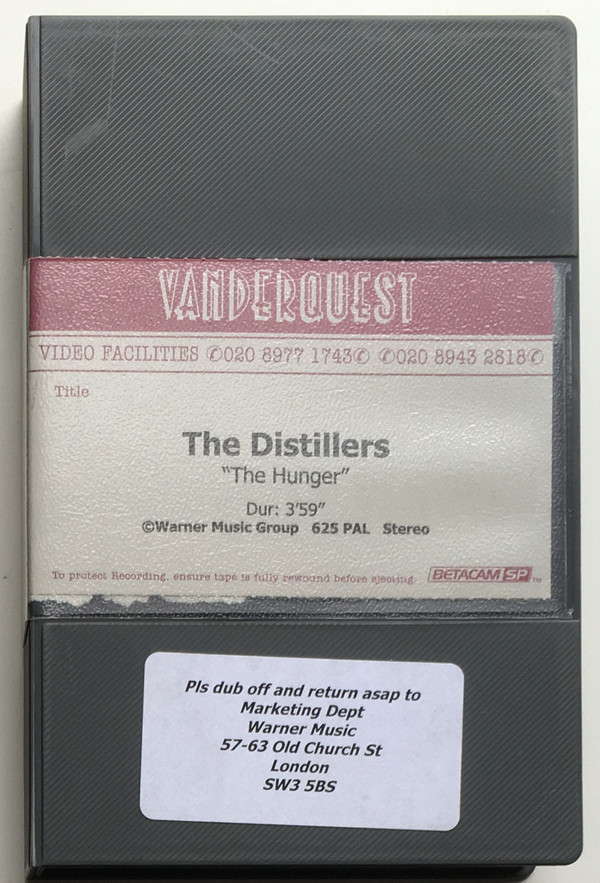 VANDERQUEST
VIDEO FACILITIES ✆020 8977 1743✆ ✆020 8943 2818✆
Title
The Distillers
"The Hunger"
Dur: 3'59"
©Warner Music Group 625 PAL Stereo
To protect Recording, ensure tape is fully rewound before ejecting. BETACAM SP ™
Pls dub off and return asap to
Marketing Dept
Warner Music
57-63 Old Church St
London
SW3 5BS